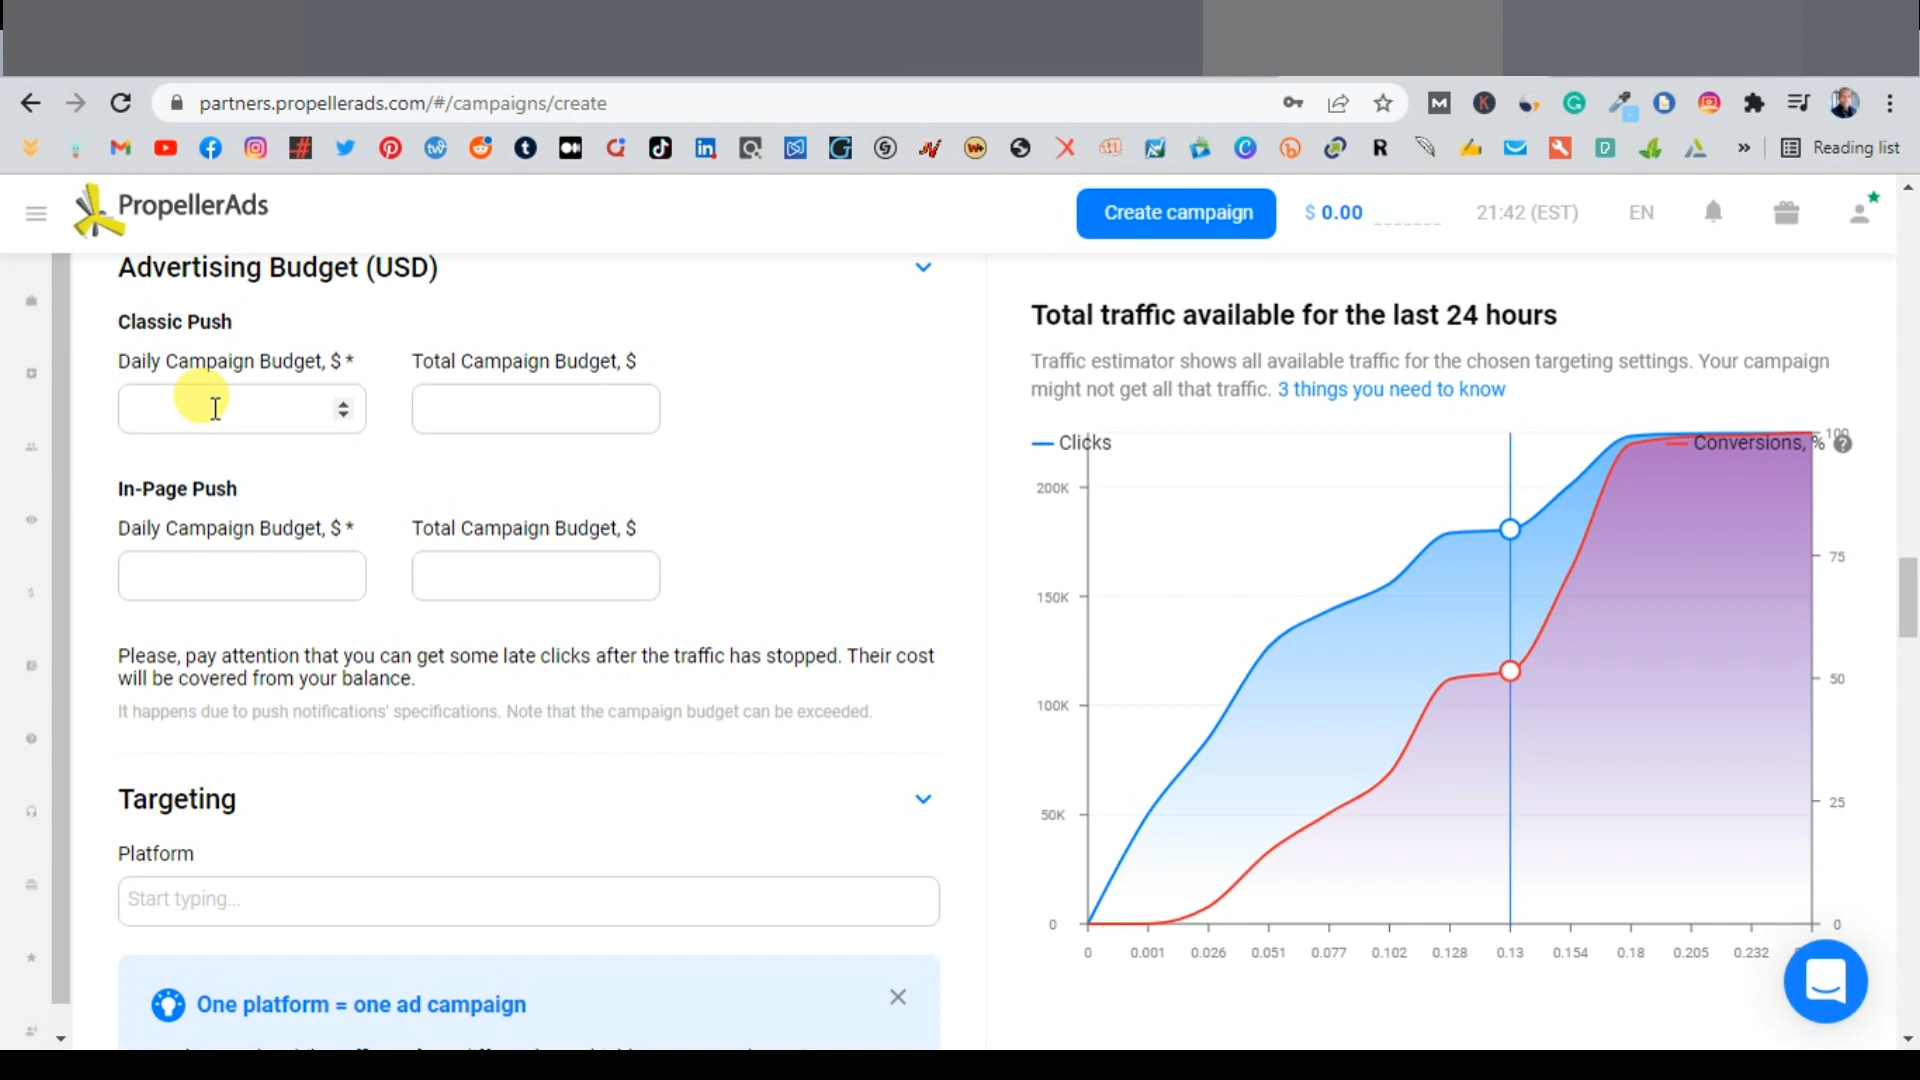 partners.propellerads.com/#/campaigns/create
Reading list
PropellerAds
Create campaign
$ 0.00
21:42 (EST)
EN
Advertising Budget (USD)
Classic Push
Daily Campaign Budget, $ *
Total Campaign Budget, $
In-Page Push
Daily Campaign Budget, $ *
Total Campaign Budget, $
Please, pay attention that you can get some late clicks after the traffic has stopped. Their cost
will be covered from your balance.
It happens due to push notifications' specifications. Note that the campaign budget can be exceeded.
Targeting
Platform
Start typing...
One platform = one ad campaign
Total traffic available for the last 24 hours
Traffic estimator shows all available traffic for the chosen targeting settings. Your campaign
might not get all that traffic. 3 things you need to know
Clicks
Conversions, %
100
200K
75
150K
50
100K
25
50K
0
0
0 0.001 0.026 0.051 0.077 0.102 0.128 0.13 0.154 0.18 0.205 0.232